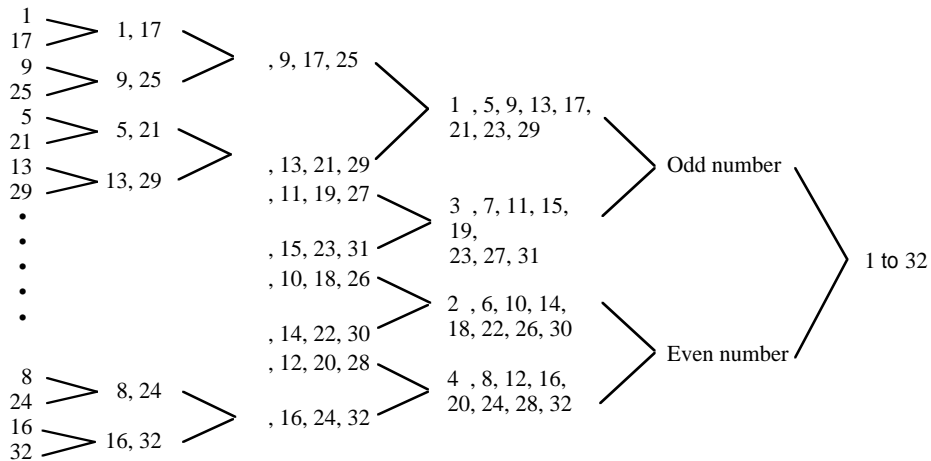 1
17
9
25
5
21
13
29
8
24
16
32
1, 17
9, 25
5, 21
13, 29
8, 24
16, 32
, 9, 17, 25
, 13, 21, 29
, 11, 19, 27
, 15, 23, 31
, 10, 18, 26
, 14, 22, 30
, 12, 20, 28
, 16, 24, 32
1 , 5, 9, 13, 17,
21, 23, 29
3 , 7, 11, 15,
19,
23, 27, 31
2 , 6, 10, 14,
18, 22, 26, 30
4 , 8, 12, 16,
20, 24, 28, 32
Odd number
Even number
1 to 32